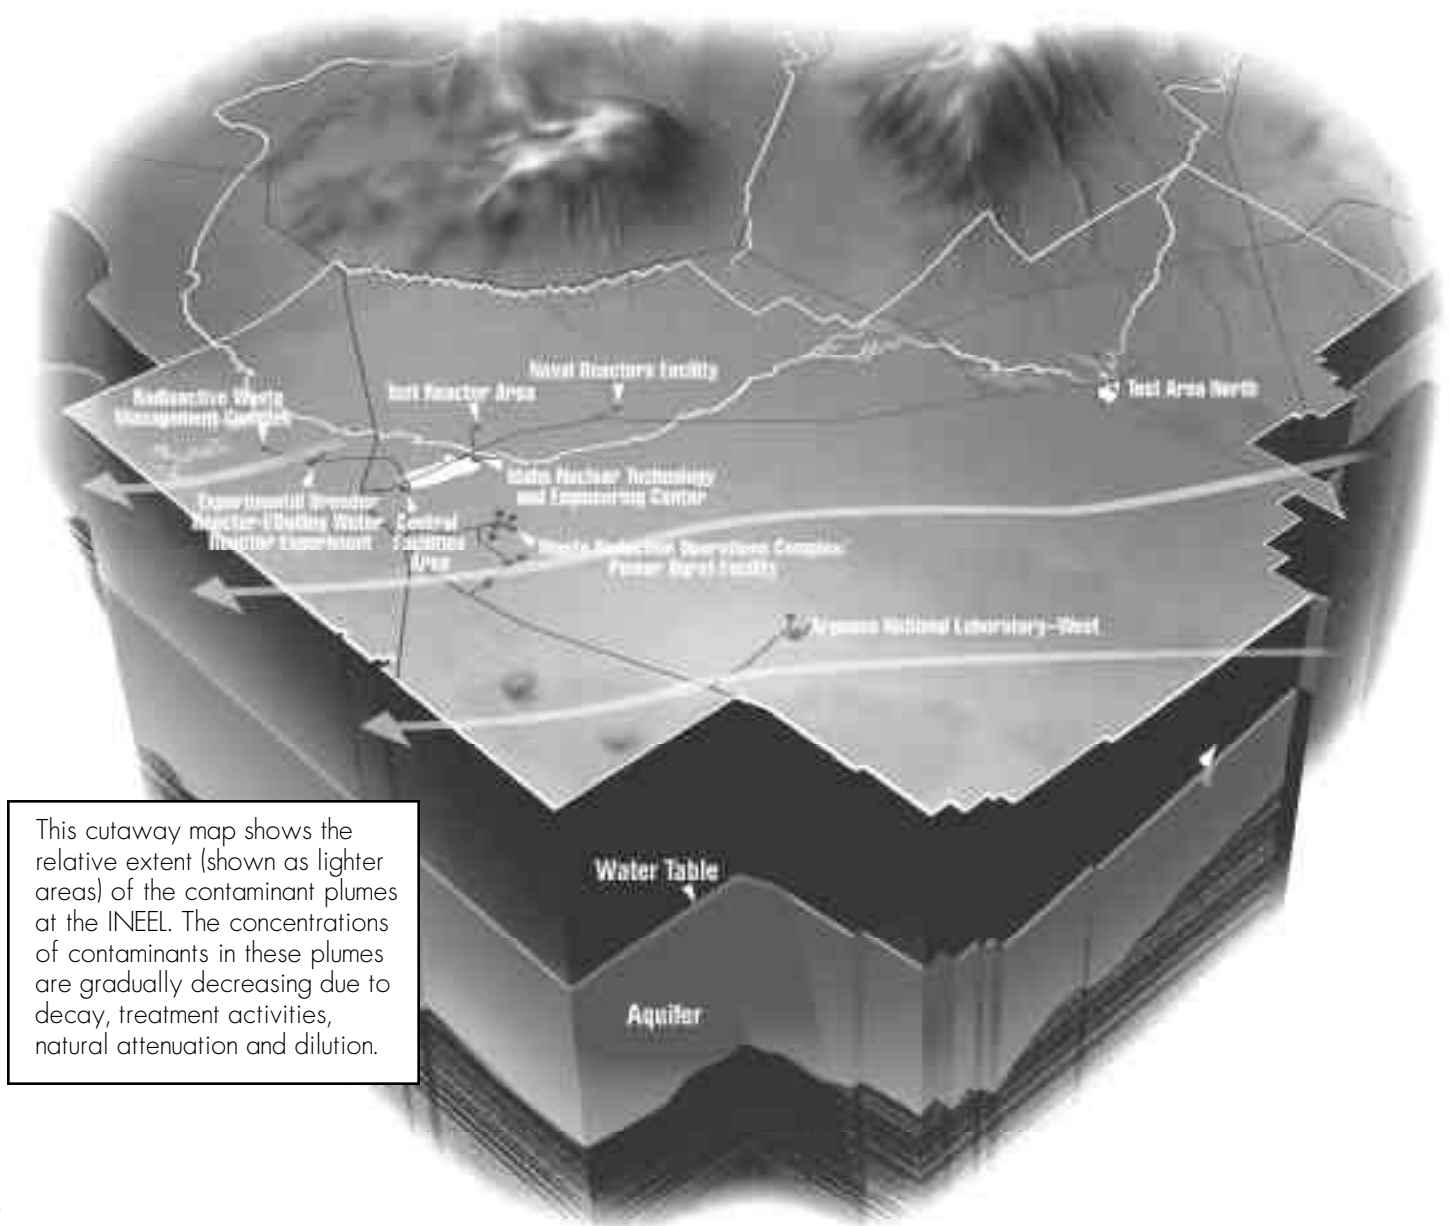 Naval Reactors Facility
Test Reactor Area
Test Area North
Radioactive Waste
Management Complex
Idaho Nuclear Technology
and Engineering Center
Experimental Breeder
Reactor-I/Boiling Water
Reactor Experiment
Central
Facilities
Area
Waste Reduction Operations Complex/
Power Burst Facility
Argonne National Laboratory-West
This cutaway map shows the
relative extent (shown as lighter
areas) of the contaminant plumes
at the INEEL. The concentrations
of contaminants in these plumes
are gradually decreasing due to
decay, treatment activities,
natural attenuation and dilution.
Water Table
Aquifer